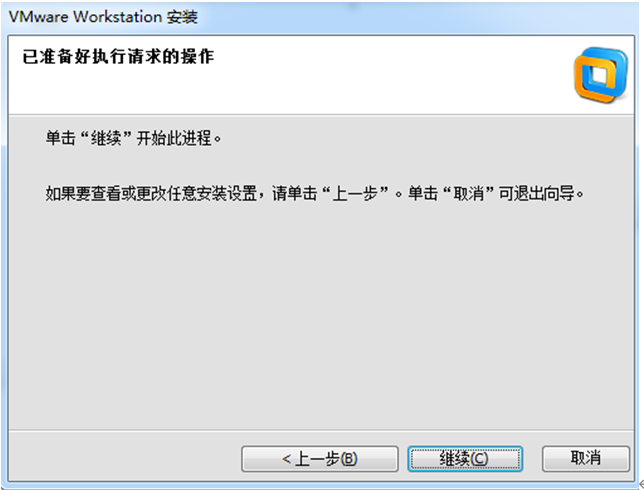 VMware Workstation 安装
已准备好执行请求的操作
单击“继续”开始此进程。
如果要查看或更改任意安装设置，请单击“上一步”。单击“取消”可退出向导。
< 上一步(B)
继续(C)
取消